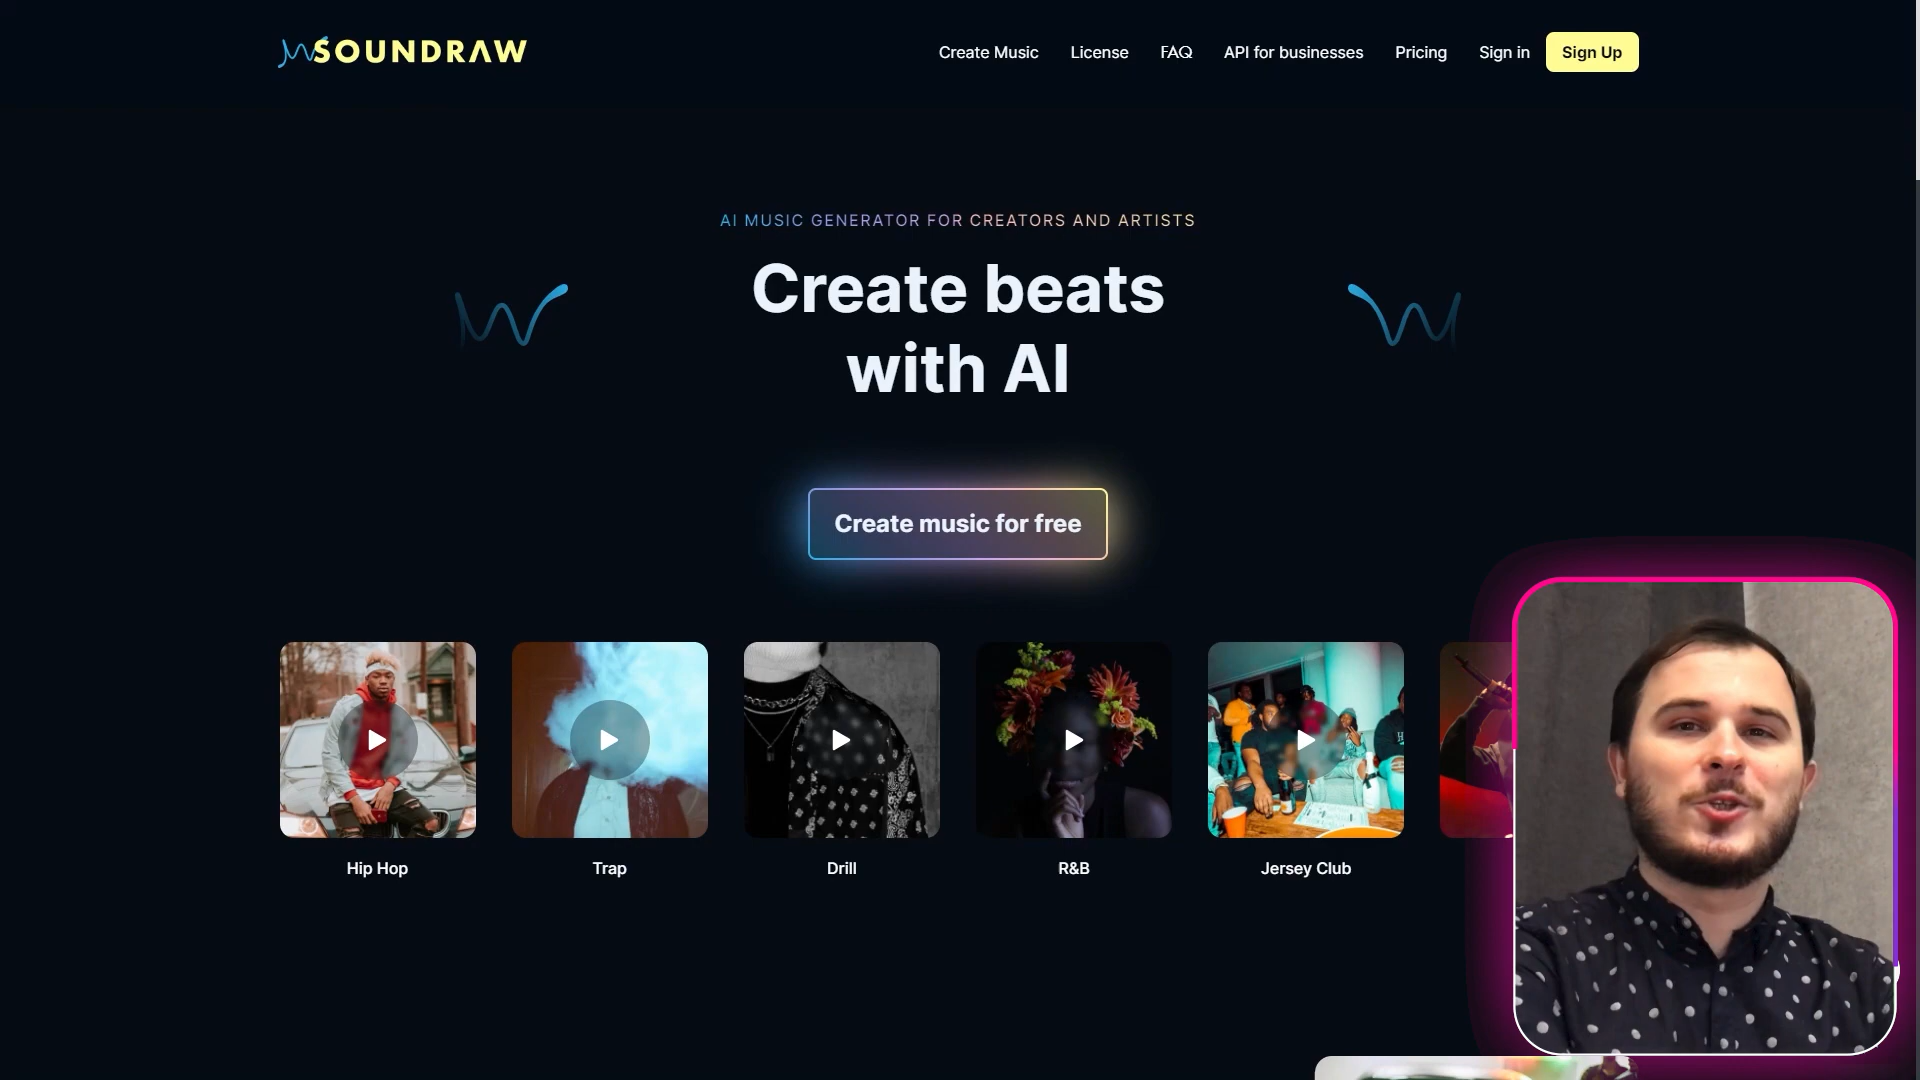 SOUNDRAW
Create Music
License
FAQ
API for businesses
Pricing
Sign in
Sign Up
AI MUSIC GENERATOR FOR CREATORS AND ARTISTS
Create beats
with AI
Create music for free
Hip Hop
Trap
Drill
R&B
Jersey Club